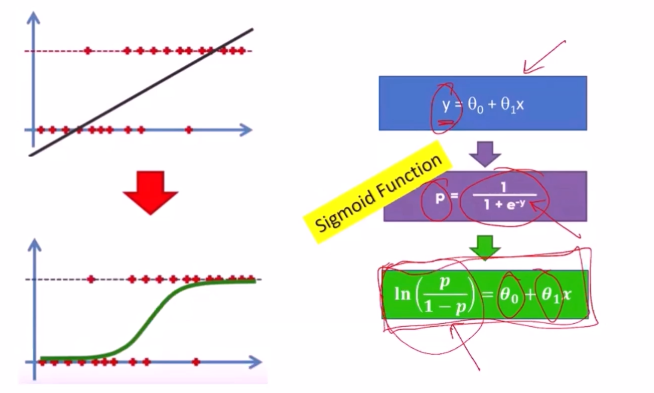 y = θ₀ + θ₁x
Sigmoid Function
p = 1 / 1 + e⁻ʸ
ln(p / 1 − p) = θ₀ + θ₁x